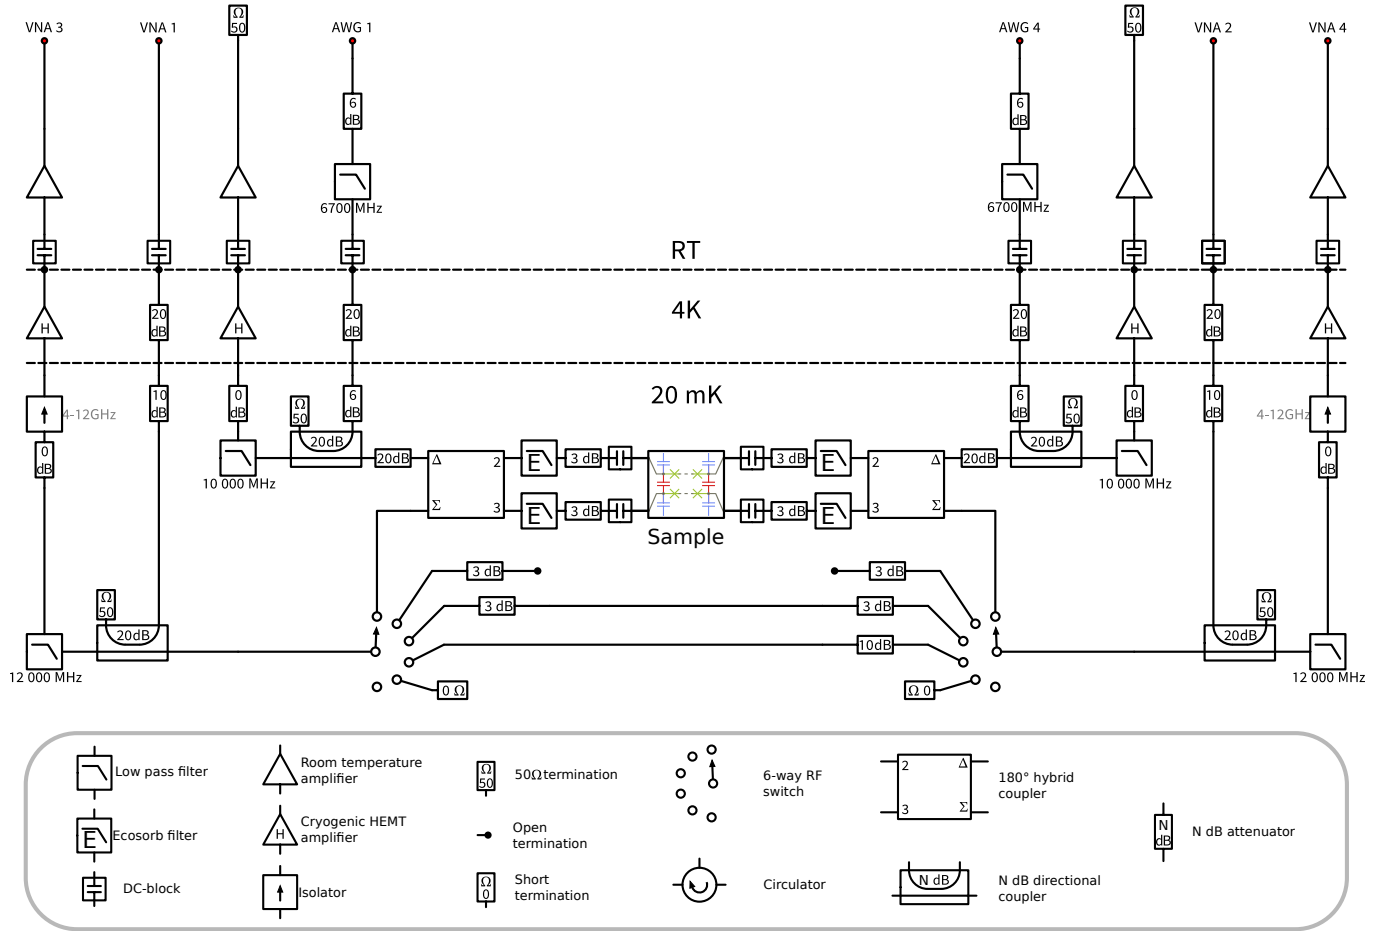 Ω
50
Ω
50
VNA 3
VNA 1
AWG 1
AWG 4
VNA 2
VNA 4
6
dB
6
dB
6700 MHz
6700 MHz
RT
4K
H
20
dB
H
20
dB
20
dB
H
20
dB
H
20 mK
4-12GHz
10
dB
0
dB
Ω
50
6
dB
6
dB
Ω
50
0
dB
10
dB
4-12GHz
0
dB
20dB
20dB
0
dB
10 000 MHz
20dB
Δ
2
E
3 dB
3 dB
E
2
Δ
20dB
10 000 MHz
Σ
3
E
3 dB
3 dB
E
3
Σ
Sample
3 dB
3 dB
3 dB
3 dB
10dB
Ω
50
20dB
Ω
50
20dB
12 000 MHz
12 000 MHz
0 Ω
Ω 0
Low pass filter
Room temperature
amplifier
Ω
50
50Ω termination
6-way RF
switch
2
Δ
3
Σ
180° hybrid
coupler
E
Ecosorb filter
H
Cryogenic HEMT
amplifier
Open
termination
N
dB
N dB attenuator
DC-block
Isolator
Ω
0
Short
termination
Circulator
N dB
N dB directional
coupler